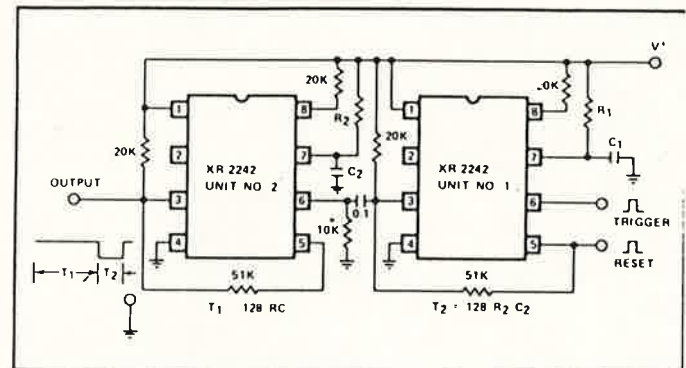 V+
20K
20K
R2
20K
R1
1
2
3
4
8
7
6
5
XR 2242
UNIT NO 2
C2
10K
0.1
1
2
3
4
8
7
6
5
XR 2242
UNIT NO 1
C1
OUTPUT
TRIGGER
RESET
T1
T2
51K
T1 128 RC
51K
T2 = 128 R2 C2